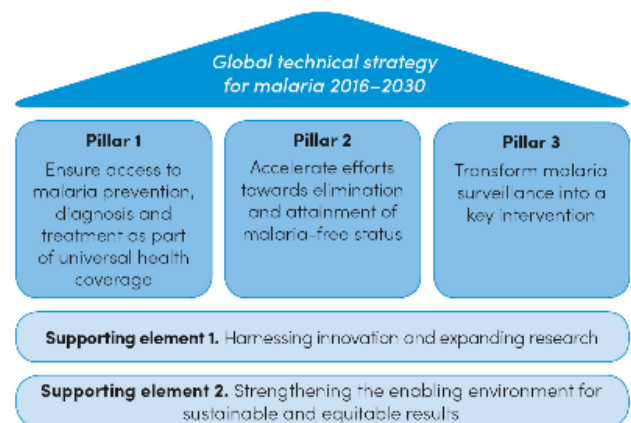 Global technical strategy
for malaria 2016–2030
Pillar 1
Ensure access to
malaria prevention,
diagnosis and
treatment as part
of universal health
coverage
Pillar 2
Accelerate efforts
towards elimination
and attainment of
malaria-free status
Pillar 3
Transform malaria
surveillance into a
key intervention
Supporting element 1. Harnessing innovation and expanding research
Supporting element 2. Strengthening the enabling environment for
sustainable and equitable results